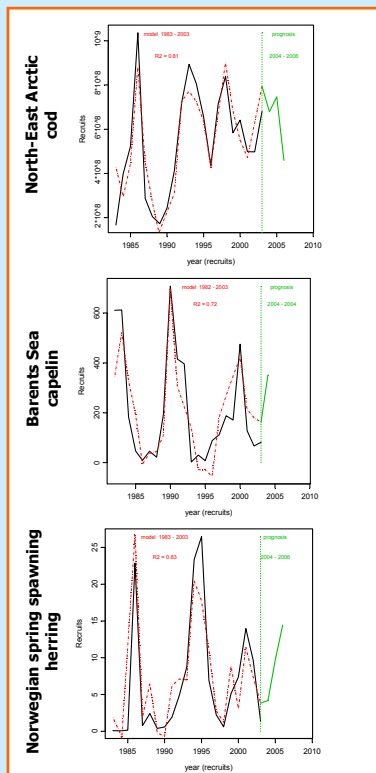 North-East Arctic
cod
model 1983 - 2003
R2 = 0.81
prognosis
2004 - 2006
Recruits
10^9
8*10^8
6*10^8
4*10^8
2*10^8
1985 1990 1995 2000 2005 2010
year (recruits)
Barents Sea
capelin
model 1982 - 2003
R2 = 0.72
prognosis
2004 - 2004
Recruits
600
400
200
0
1985 1990 1995 2000 2005 2010
year (recruits)
Norwegian spring spawning
herring
model 1983 - 2003
R2 = 0.83
prognosis
2004 - 2006
Recruits
25
20
15
10
5
0
1985 1990 1995 2000 2005 2010
year (recruits)